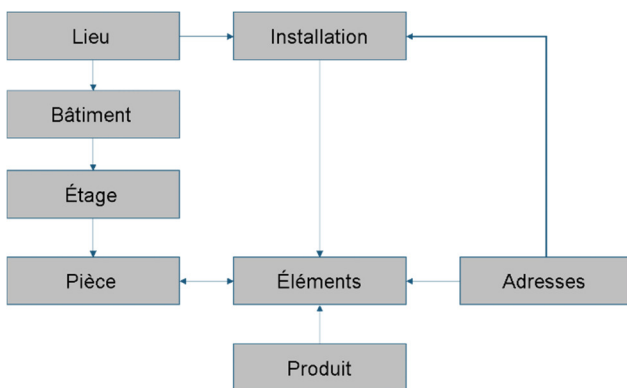 Lieu
Installation
Bâtiment
Étage
Pièce
Éléments
Adresses
Produit